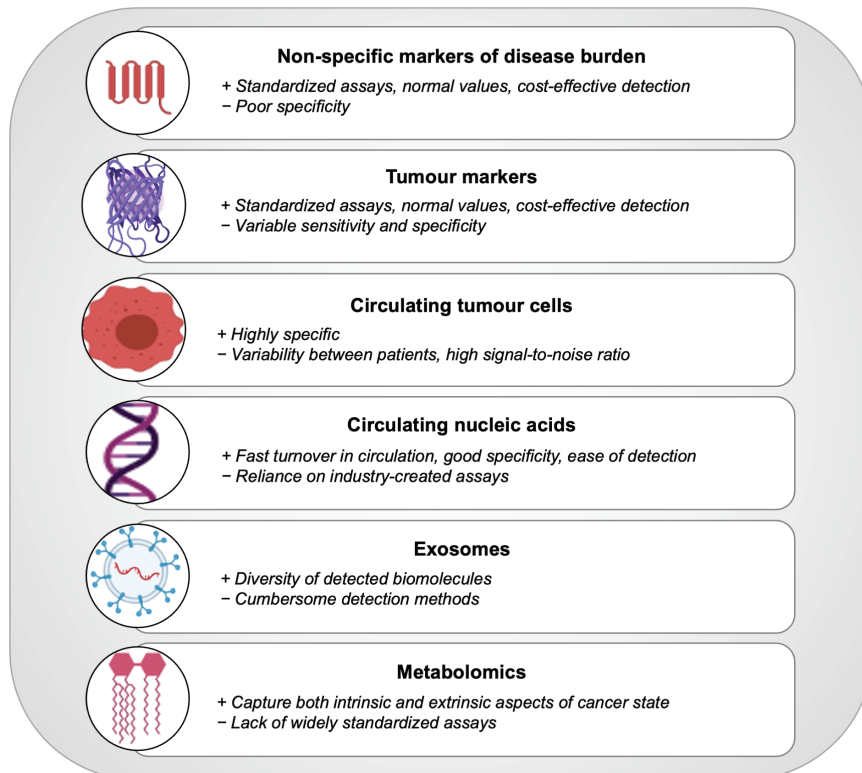 Non-specific markers of disease burden
+ Standardized assays, normal values, cost-effective detection
− Poor specificity
Tumour markers
+ Standardized assays, normal values, cost-effective detection
− Variable sensitivity and specificity
Circulating tumour cells
+ Highly specific
− Variability between patients, high signal-to-noise ratio
Circulating nucleic acids
+ Fast turnover in circulation, good specificity, ease of detection
− Reliance on industry-created assays
Exosomes
+ Diversity of detected biomolecules
− Cumbersome detection methods
Metabolomics
+ Capture both intrinsic and extrinsic aspects of cancer state
− Lack of widely standardized assays